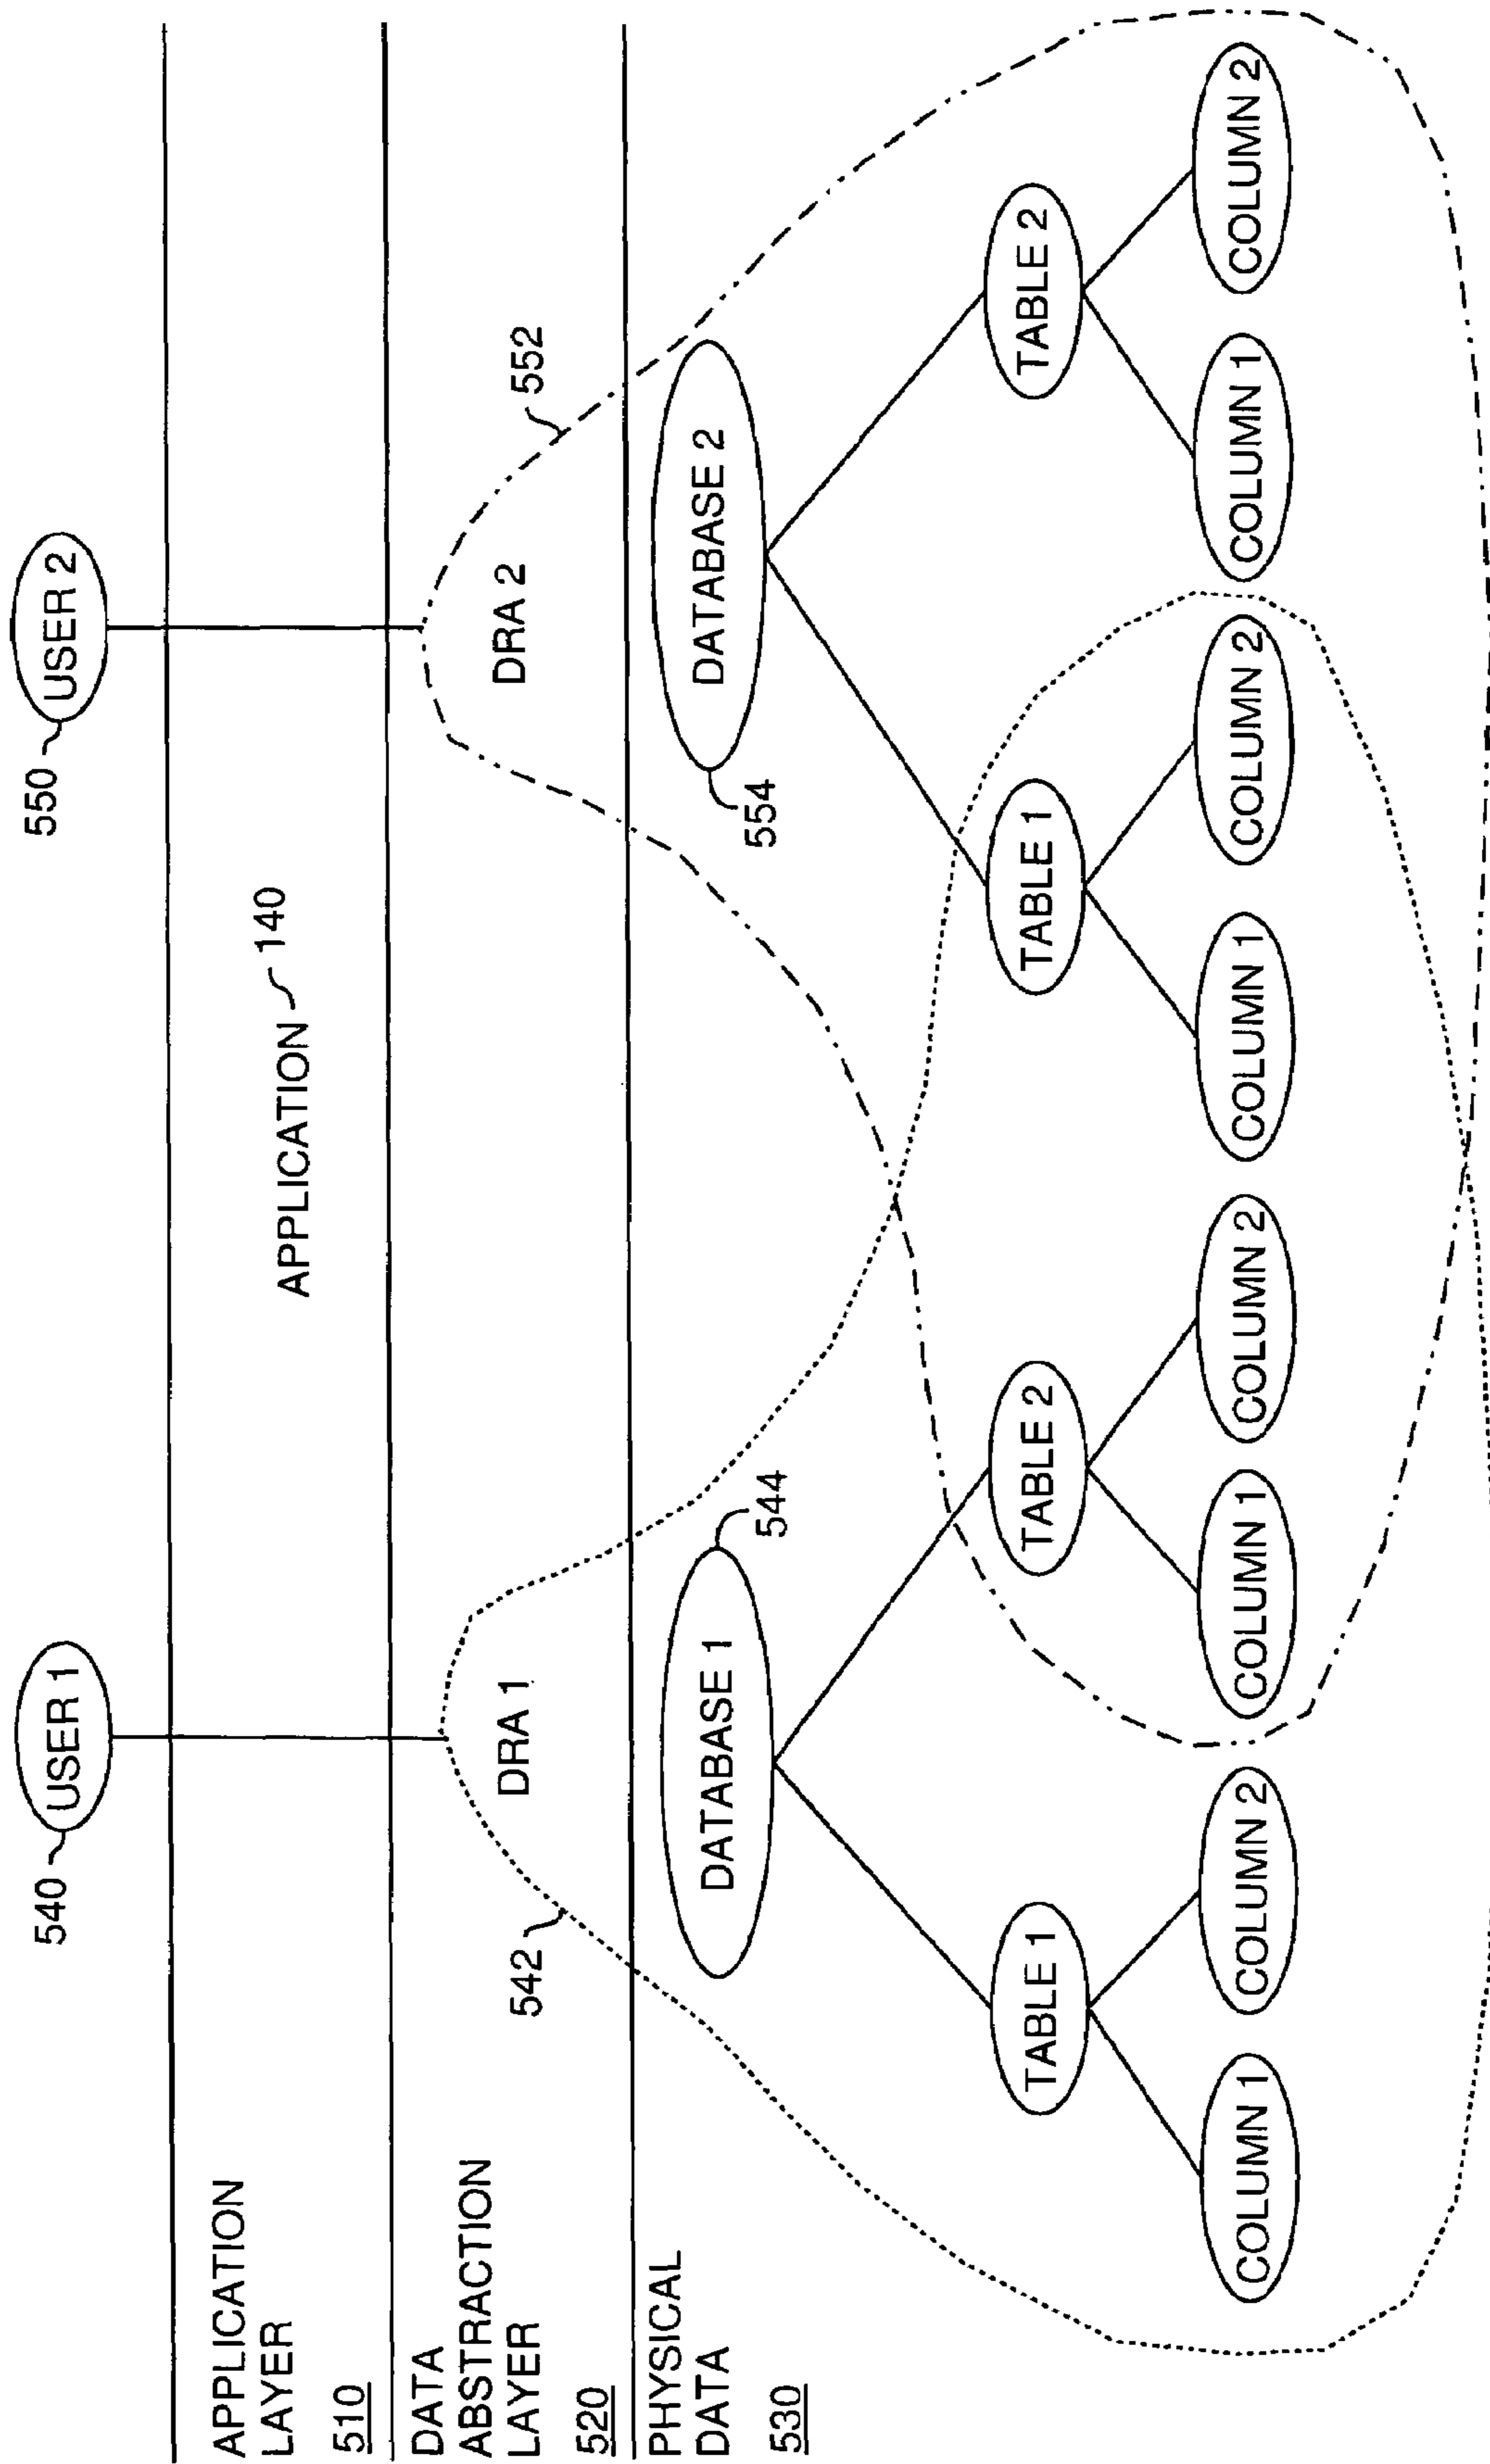 550
USER 2
540
USER 1
APPLICATION
LAYER
510
APPLICATION 140
DATA
ABSTRACTION
LAYER
520
DRA 1
542
DRA 2
552
PHYSICAL
DATA
530
DATABASE 1
544
DATABASE 2
554
TABLE 1
TABLE 2
TABLE 1
TABLE 2
COLUMN 1
COLUMN 2
COLUMN 1
COLUMN 2
COLUMN 1
COLUMN 2
COLUMN 1
COLUMN 2